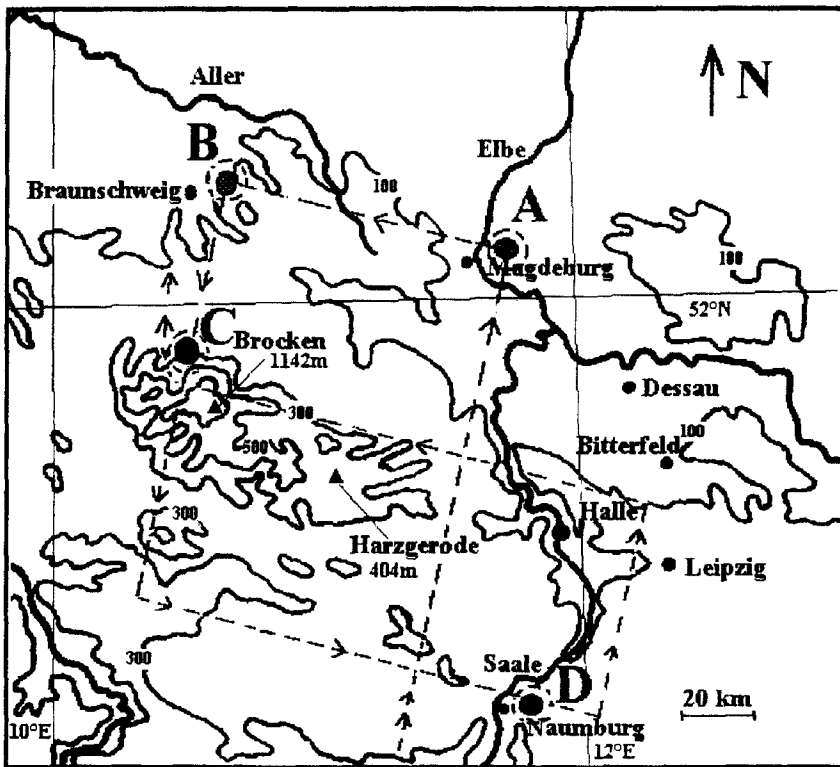 Aller
N
B
Elbe
Braunschweig
100
A
Magdeburg
100
52°N
C
Brocken
1142m
Dessau
300
Bitterfeld
100
500
300
Halle
Harzgerode
404m
Leipzig
300
Saale
D
20 km
10°E
Naumburg
12°E